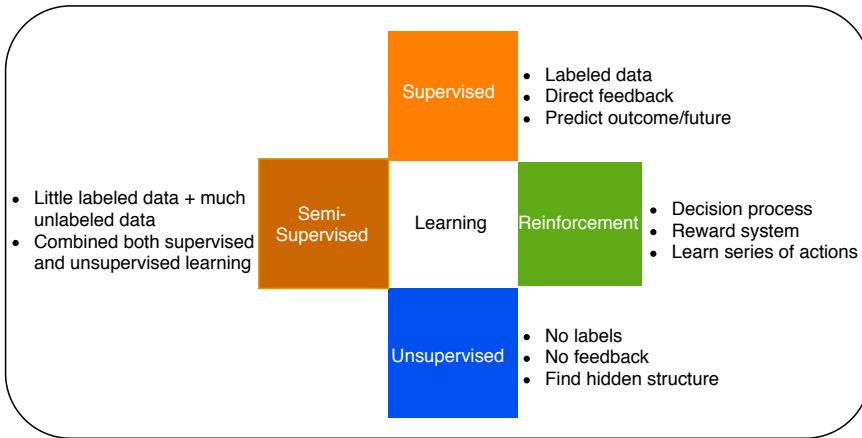 Supervised
• Labeled data
• Direct feedback
• Predict outcome/future
• Little labeled data + much
unlabeled data
• Combined both supervised
and unsupervised learning
Semi-
Supervised
Learning
Reinforcement
• Decision process
• Reward system
• Learn series of actions
Unsupervised
• No labels
• No feedback
• Find hidden structure